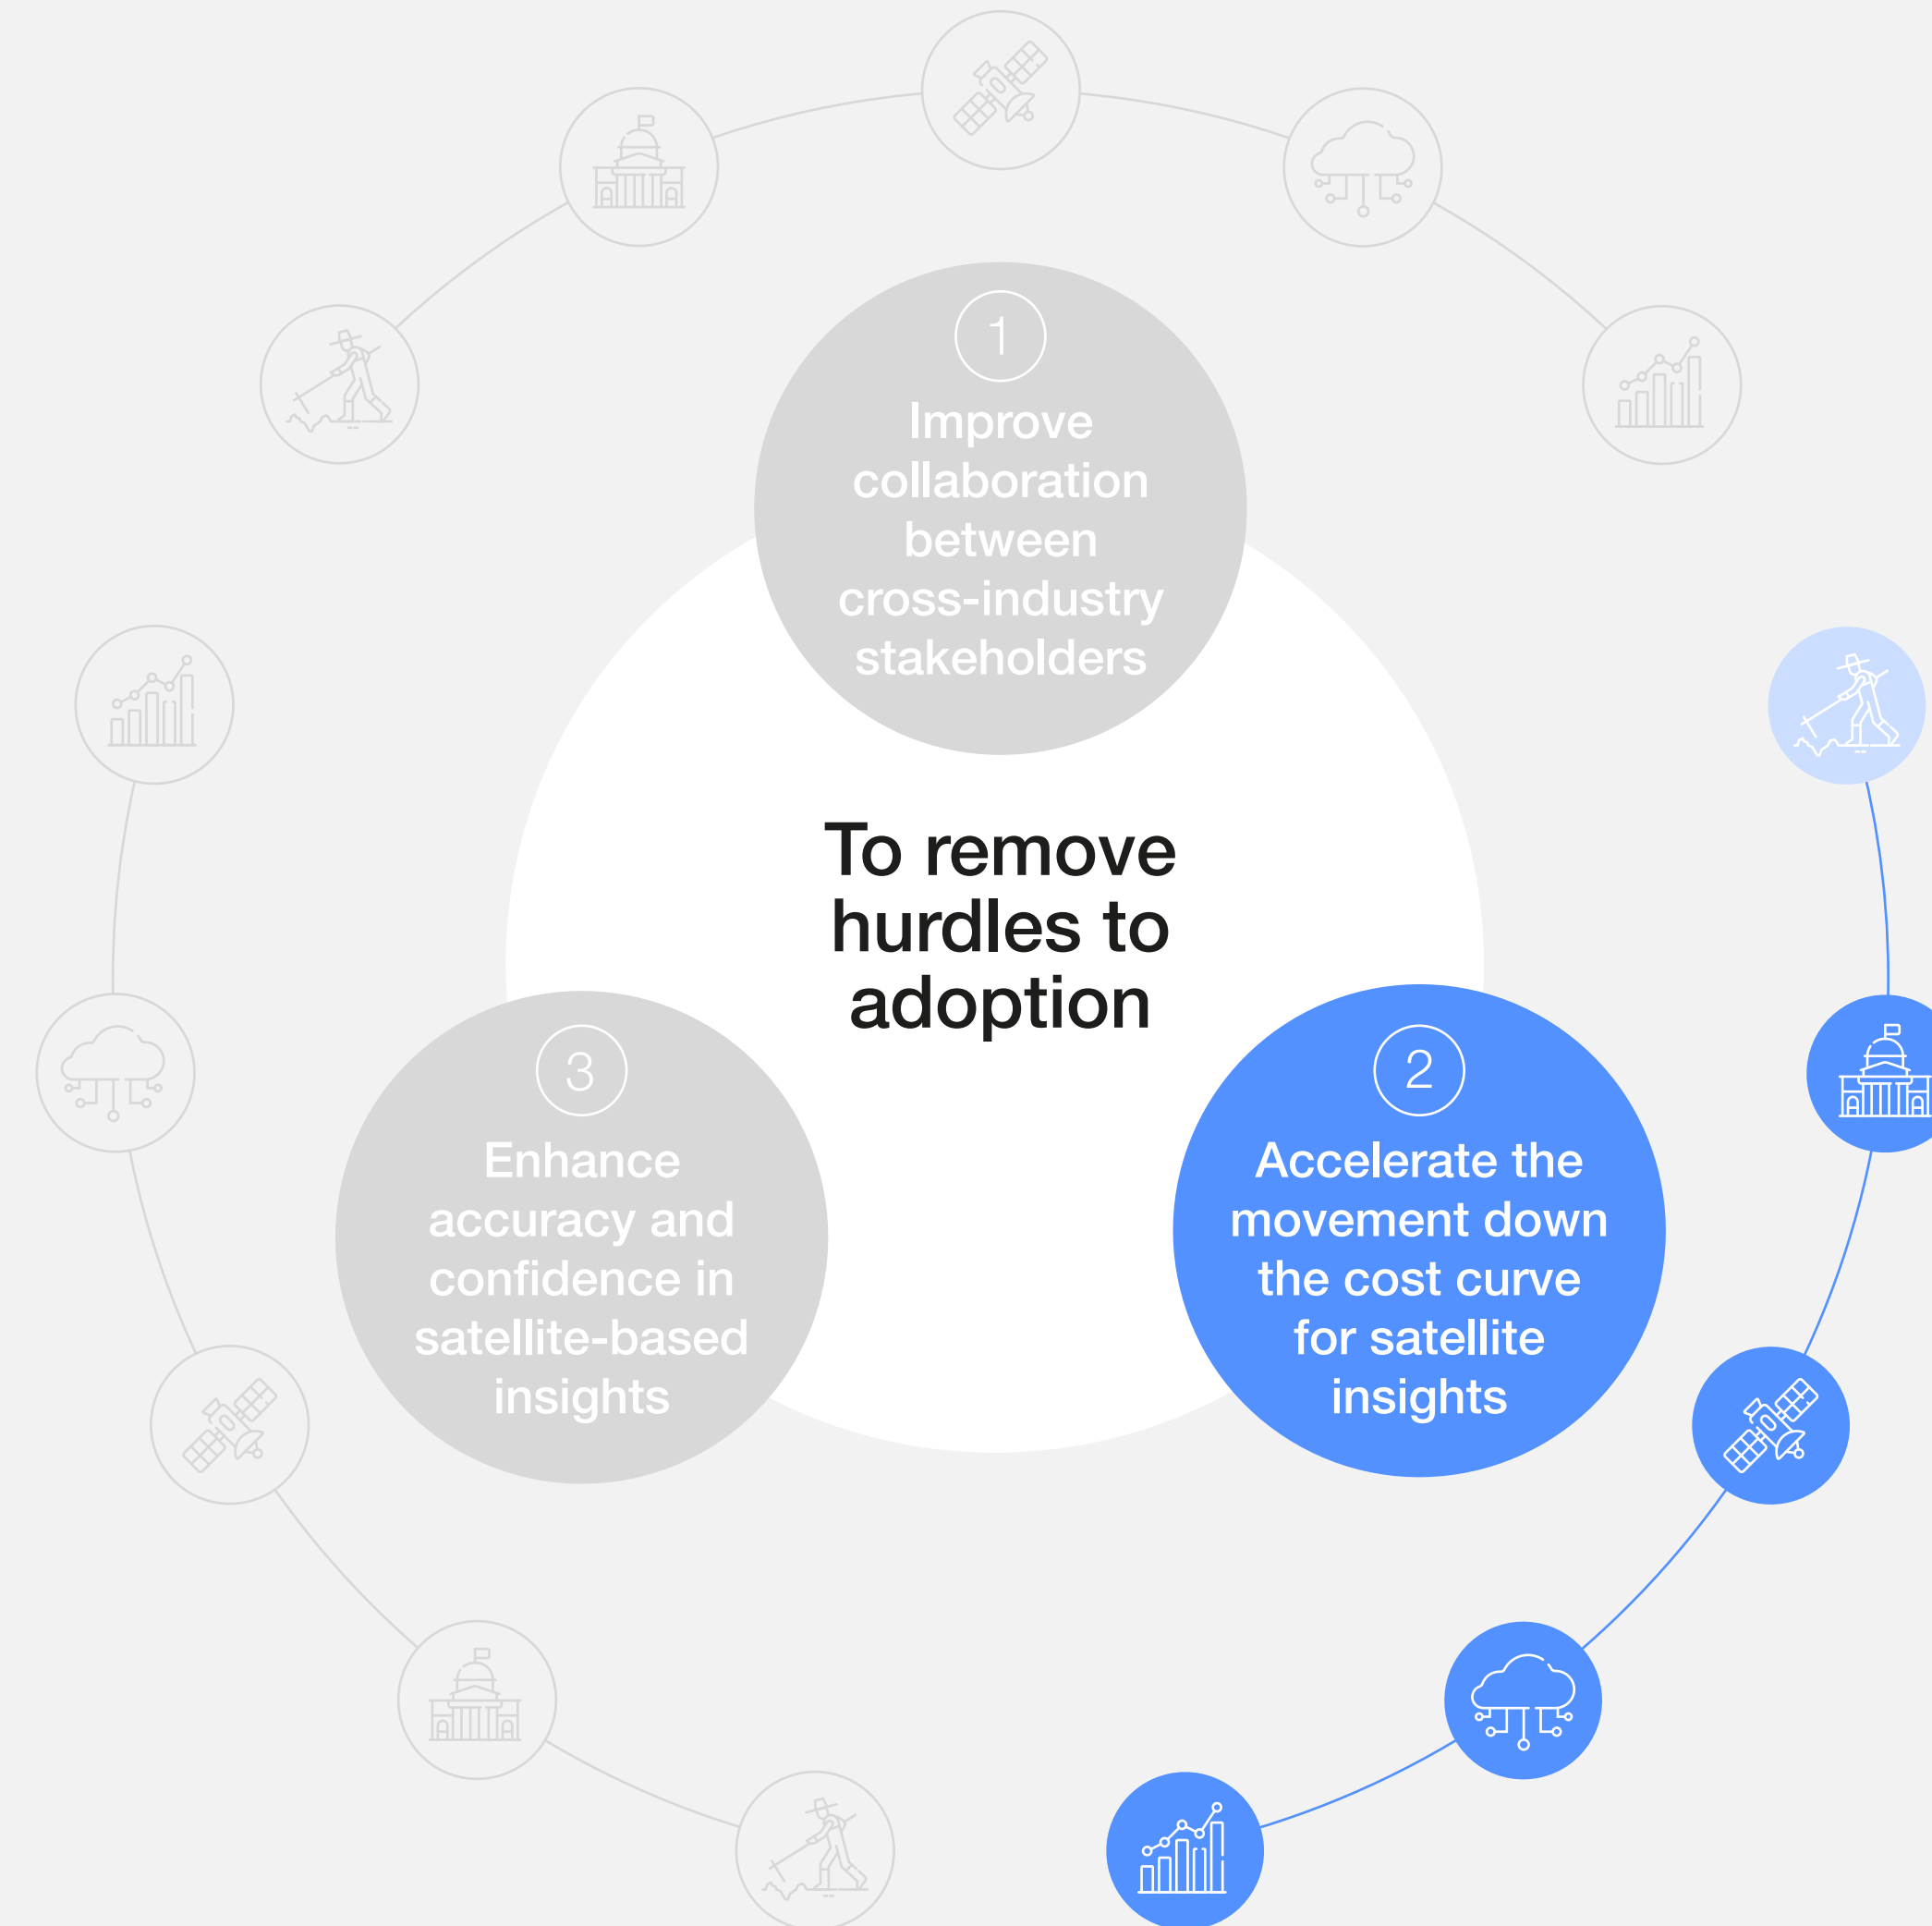 1
Improve
collaboration
between
cross-industry
stakeholders
To remove
hurdles to
adoption
2
Accelerate the
movement down
the cost curve
for satellite
insights
3
Enhance
accuracy and
confidence in
satellite-based
insights